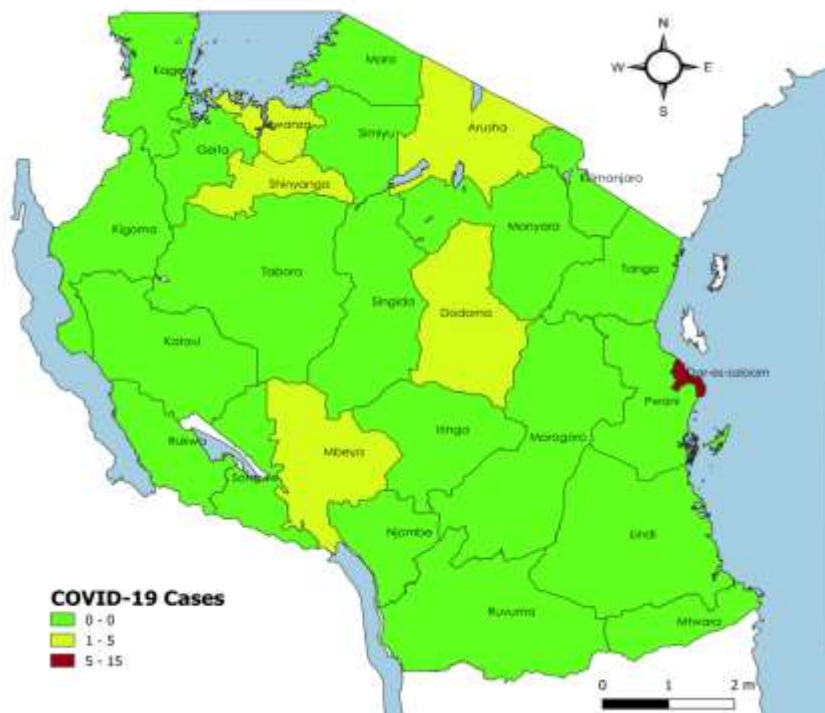 N
W E
S
Kagera
Mara
Mwanza
Simiyu
Arusha
Geita
Shinyanga
Kilimanjaro
Kigoma
Manyara
Tabora
Tanga
Singida
Dodoma
Katavi
Dar-es-salaam
Pwani
Rukwa
Iringa
Morogoro
Mbeya
Songwe
Njombe
Lindi
Ruvuma
Mtwara
COVID-19 Cases
0 - 0
1 - 5
5 - 15
0 1 2 m